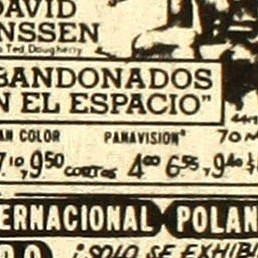 DAVID
NSSEN
o Ted Dougherty
BANDONADOS
N EL ESPACIO"
AN COLOR PANAVISION® 70 M
7.10, 9.50 CORTOS 4.00 6.55, 9.40
ERNACIONAL POLAN
¡SOLO SE EXHIBI